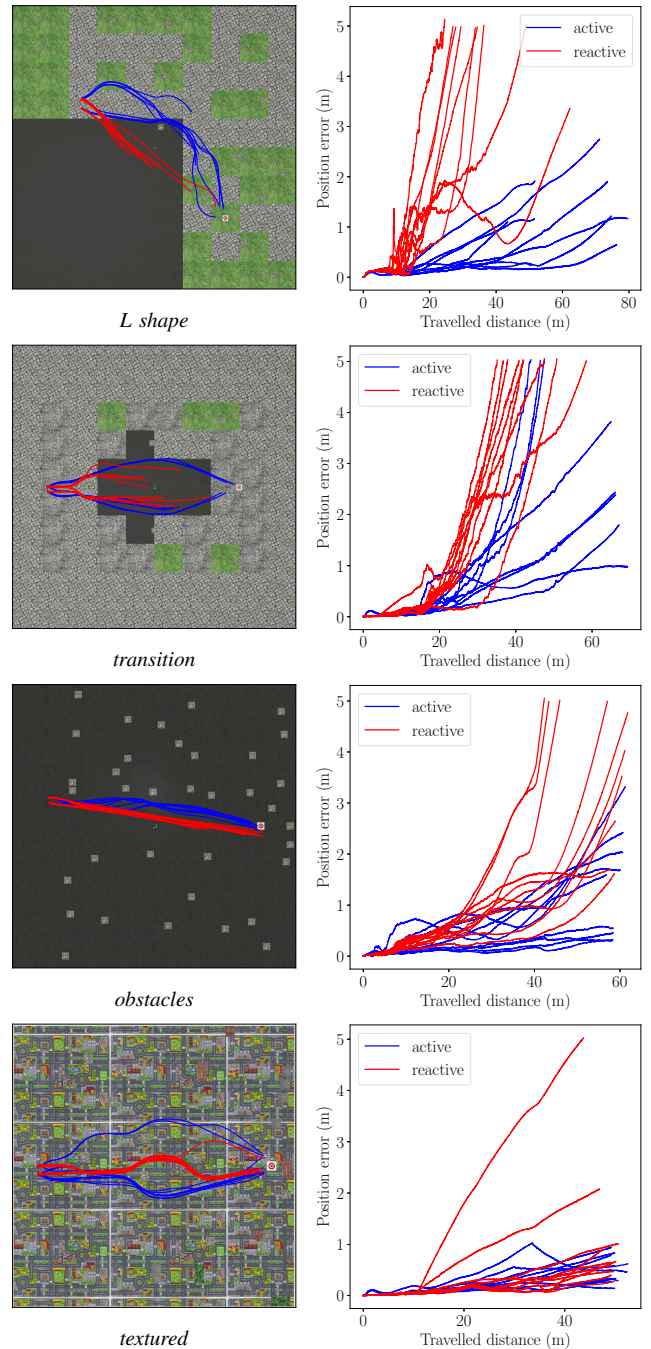 5
4
3
2
1
0
Position error (m)
active
reactive
0 20 40 60 80
Travelled distance (m)
L shape
5
4
3
2
1
0
Position error (m)
active
reactive
0 20 40 60
Travelled distance (m)
transition
5
4
3
2
1
0
Position error (m)
active
reactive
0 20 40 60
Travelled distance (m)
obstacles
5
4
3
2
1
0
Position error (m)
active
reactive
0 20 40
Travelled distance (m)
textured